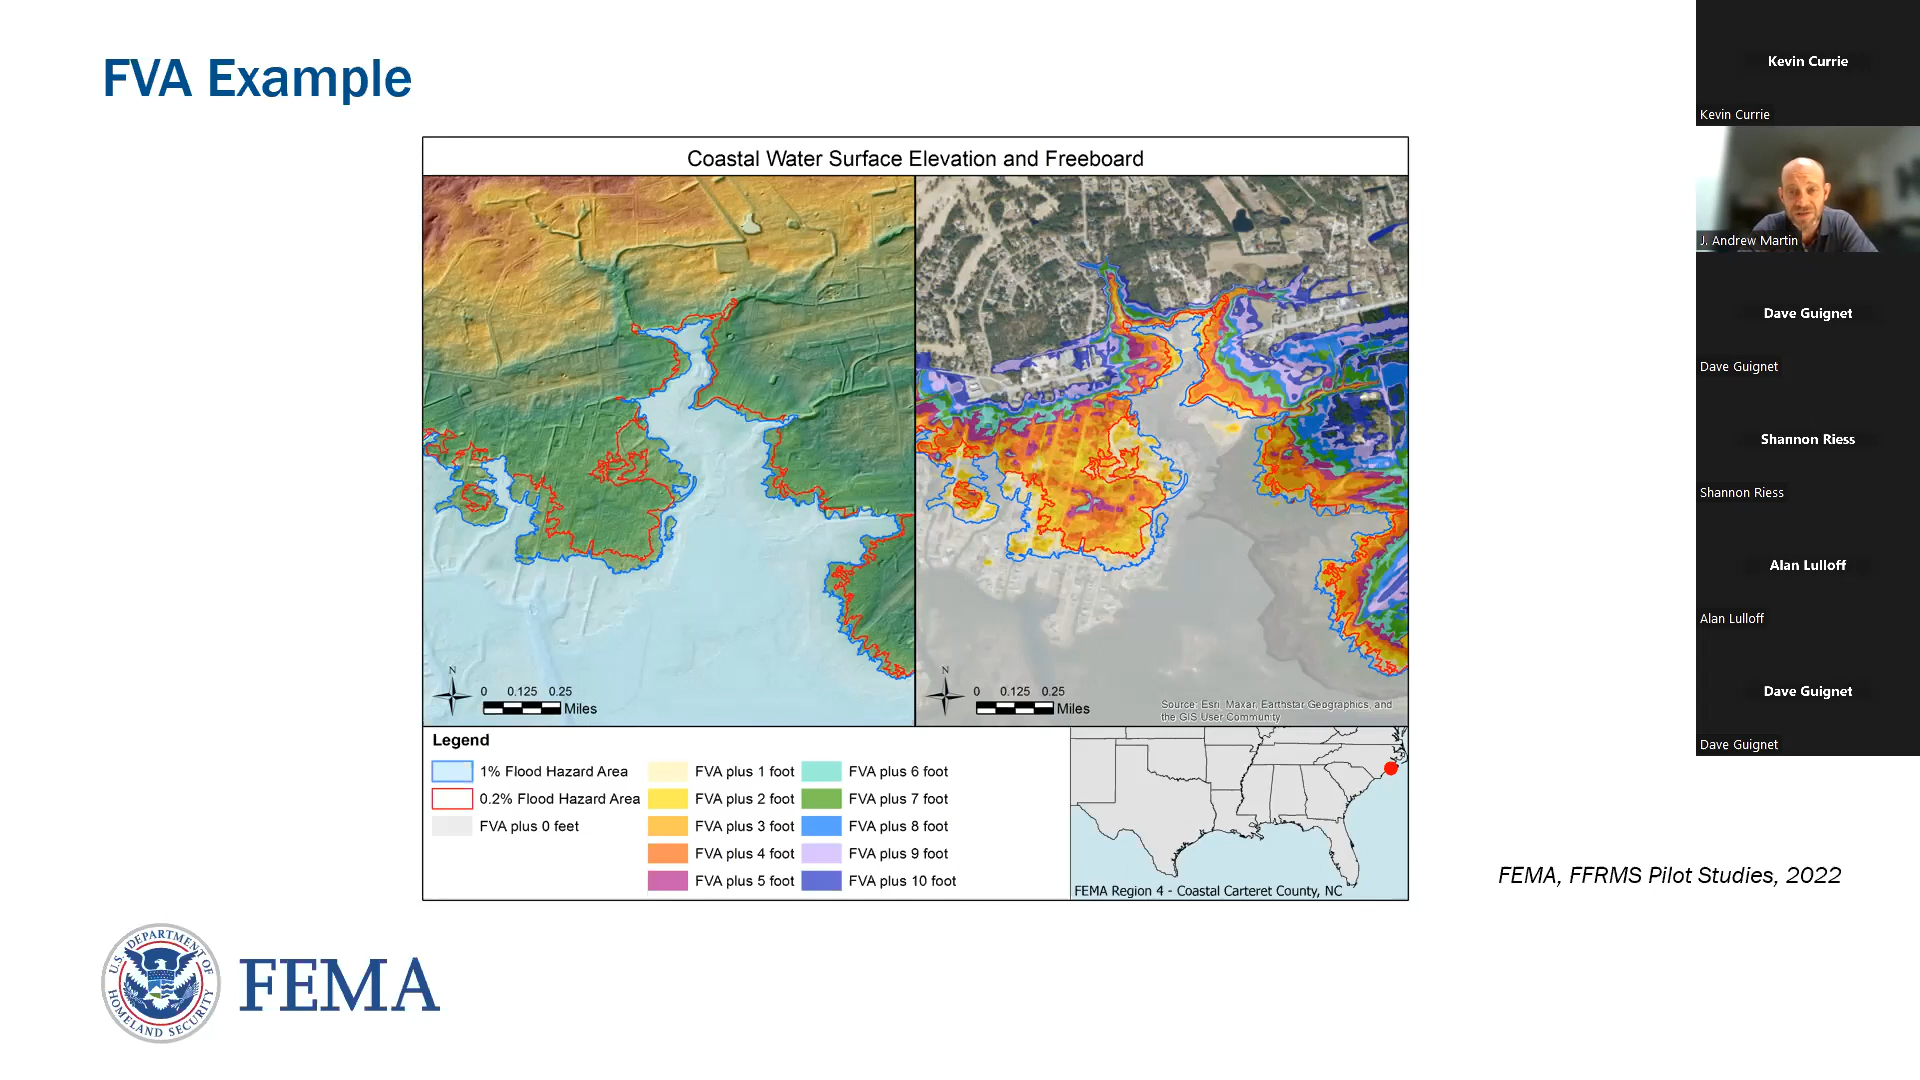 FVA Example
Coastal Water Surface Elevation and Freeboard
N
0 0.125 0.25
Miles
N
0 0.125 0.25
Miles
Source: Esri, Maxar, Earthstar Geographics, and
the GIS User Community
Legend
1% Flood Hazard Area
0.2% Flood Hazard Area
FVA plus 0 feet
FVA plus 1 foot
FVA plus 2 foot
FVA plus 3 foot
FVA plus 4 foot
FVA plus 5 foot
FVA plus 6 foot
FVA plus 7 foot
FVA plus 8 foot
FVA plus 9 foot
FVA plus 10 foot
FEMA Region 4 - Coastal Carteret County, NC
FEMA, FFRMS Pilot Studies, 2022
U.S. DEPARTMENT OF
HOMELAND SECURITY
FEMA
Kevin Currie
Kevin Currie
J. Andrew Martin
Dave Guignet
Dave Guignet
Shannon Riess
Shannon Riess
Alan Lulloff
Alan Lulloff
Dave Guignet
Dave Guignet